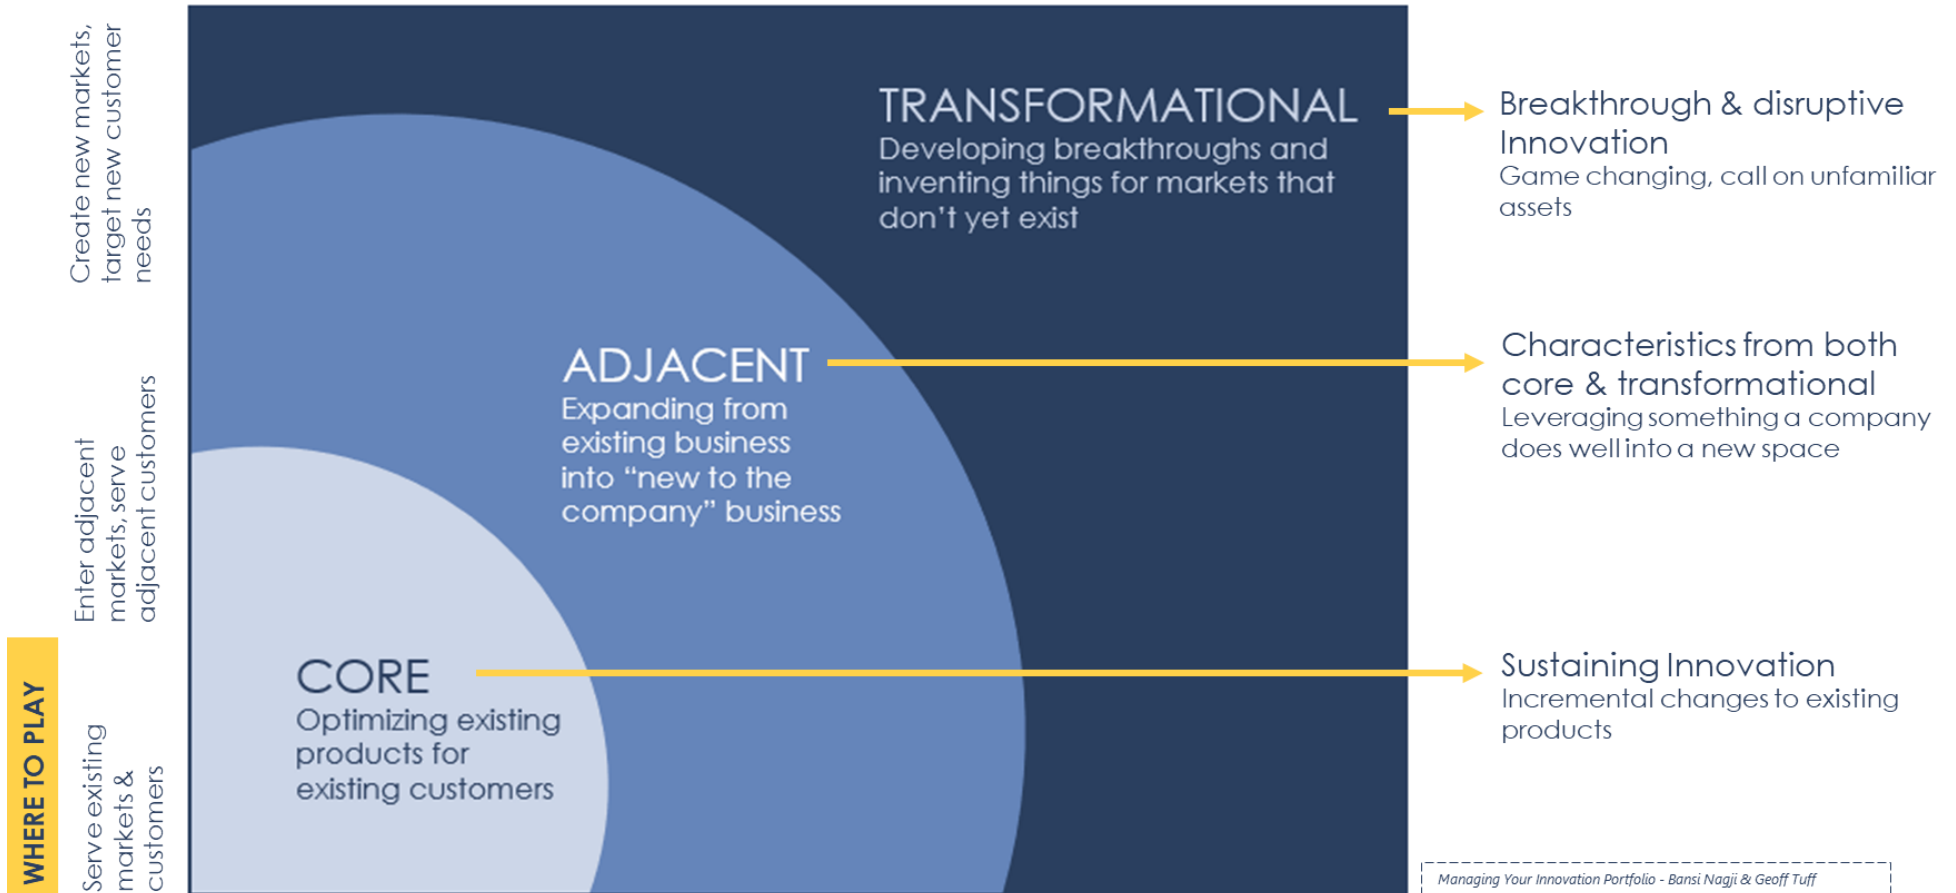 Create new markets,
target new customer
needs
Enter adjacent
markets, serve
adjacent customers
Serve existing
markets &
customers
WHERE TO PLAY
TRANSFORMATIONAL
Developing breakthroughs and
inventing things for markets that
don't yet exist
ADJACENT
Expanding from
existing business
into “new to the
company” business
CORE
Optimizing existing
products for
existing customers
Breakthrough & disruptive
Innovation
Game changing, call on unfamiliar
assets
Characteristics from both
core & transformational
Leveraging something a company
does well into a new space
Sustaining Innovation
Incremental changes to existing
products
Managing Your Innovation Portfolio - Bansi Nagji & Geoff Tuff